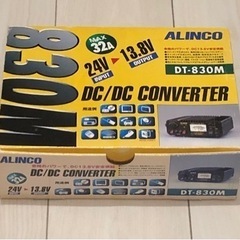 ALINCO
830M
MAX
32A
24V
INPUT
13.8V
OUTPUT
DT-830M
DC/DC CONVERTER
ALINCO
DC/DC CONVERTER
24V
13.8V
DT-830M